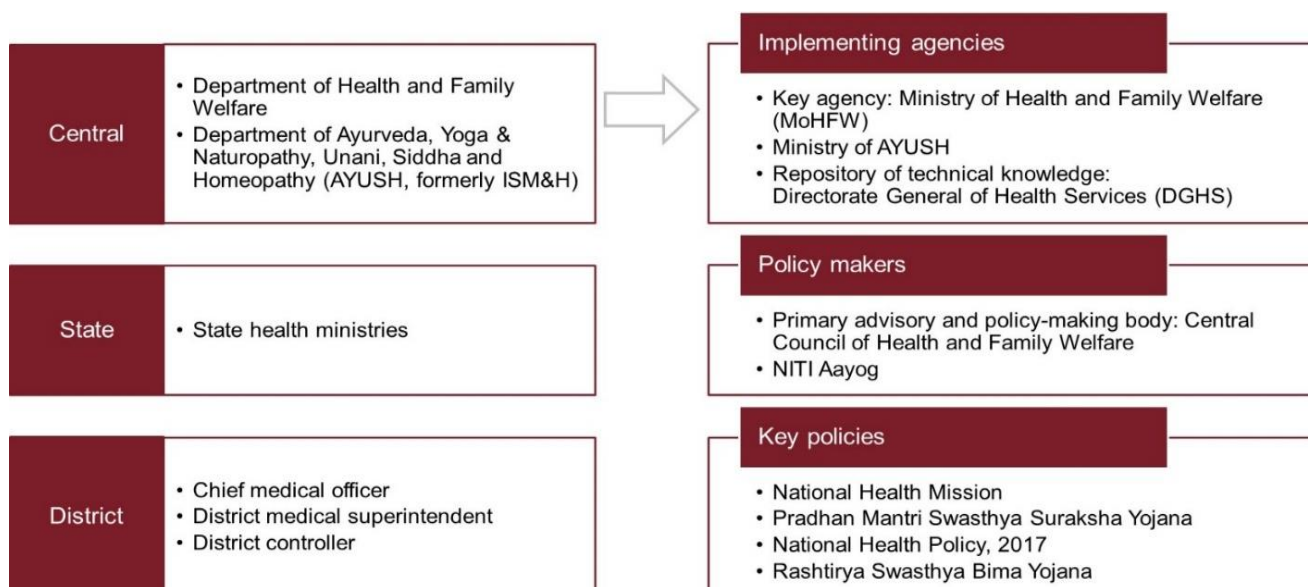 Central
• Department of Health and Family
Welfare
• Department of Ayurveda, Yoga &
Naturopathy, Unani, Siddha and
Homeopathy (AYUSH, formerly ISM&H)
Implementing agencies
• Key agency: Ministry of Health and Family Welfare
(MoHFW)
• Ministry of AYUSH
• Repository of technical knowledge:
Directorate General of Health Services (DGHS)
State
• State health ministries
Policy makers
• Primary advisory and policy-making body: Central
Council of Health and Family Welfare
• NITI Aayog
District
• Chief medical officer
• District medical superintendent
• District controller
Key policies
• National Health Mission
• Pradhan Mantri Swasthya Suraksha Yojana
• National Health Policy, 2017
• Rashtirya Swasthya Bima Yojana